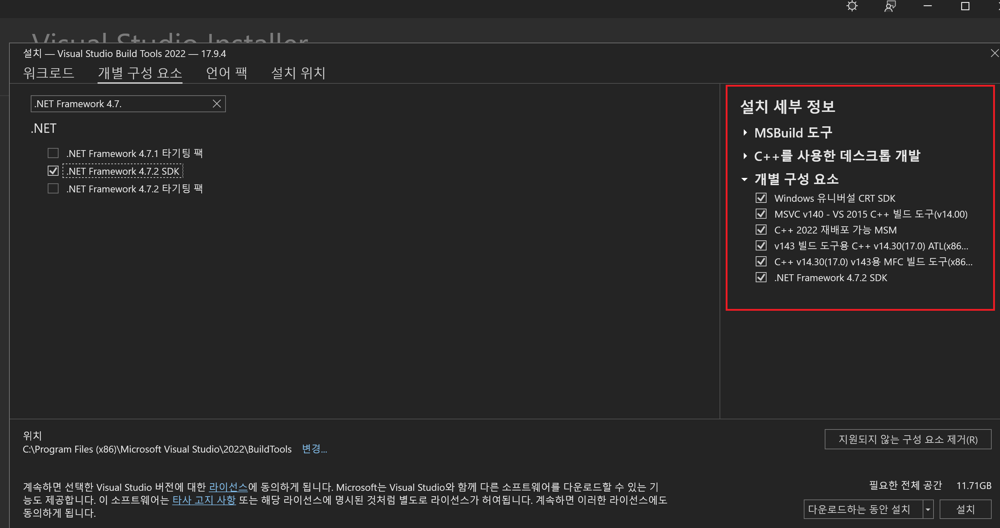 Visual Studio Installer
설치 — Visual Studio Build Tools 2022 — 17.9.4
워크로드 개별 구성 요소 언어 팩 설치 위치
.NET Framework 4.7.
.NET
.NET Framework 4.7.1 타기팅 팩
.NET Framework 4.7.2 SDK
.NET Framework 4.7.2 타기팅 팩
설치 세부 정보
MSBuild 도구
C++를 사용한 데스크톱 개발
개별 구성 요소
Windows 유니버설 CRT SDK
MSVC v140 - VS 2015 C++ 빌드 도구(v14.00)
C++ 2022 재배포 가능 MSM
v143 빌드 도구용 C++ v14.30(17.0) ATL(x86...
C++ v14.30(17.0) v143용 MFC 빌드 도구(x86...
.NET Framework 4.7.2 SDK
위치
C:\Program Files (x86)\Microsoft Visual Studio\2022\BuildTools 변경...
지원되지 않는 구성 요소 제거(R)
계속하면 선택한 Visual Studio 버전에 대한 라이선스에 동의하게 됩니다. Microsoft는 Visual Studio와 함께 다른 소프트웨어를 다운로드할 수 있는 기
능도 제공합니다. 이 소프트웨어는 타사 고지 사항 또는 해당 라이선스에 명시된 것처럼 별도로 라이선스가 허여됩니다. 계속하면 이러한 라이선스에도
동의하게 됩니다.
필요한 전체 공간 11.71GB
다운로드하는 동안 설치 설치